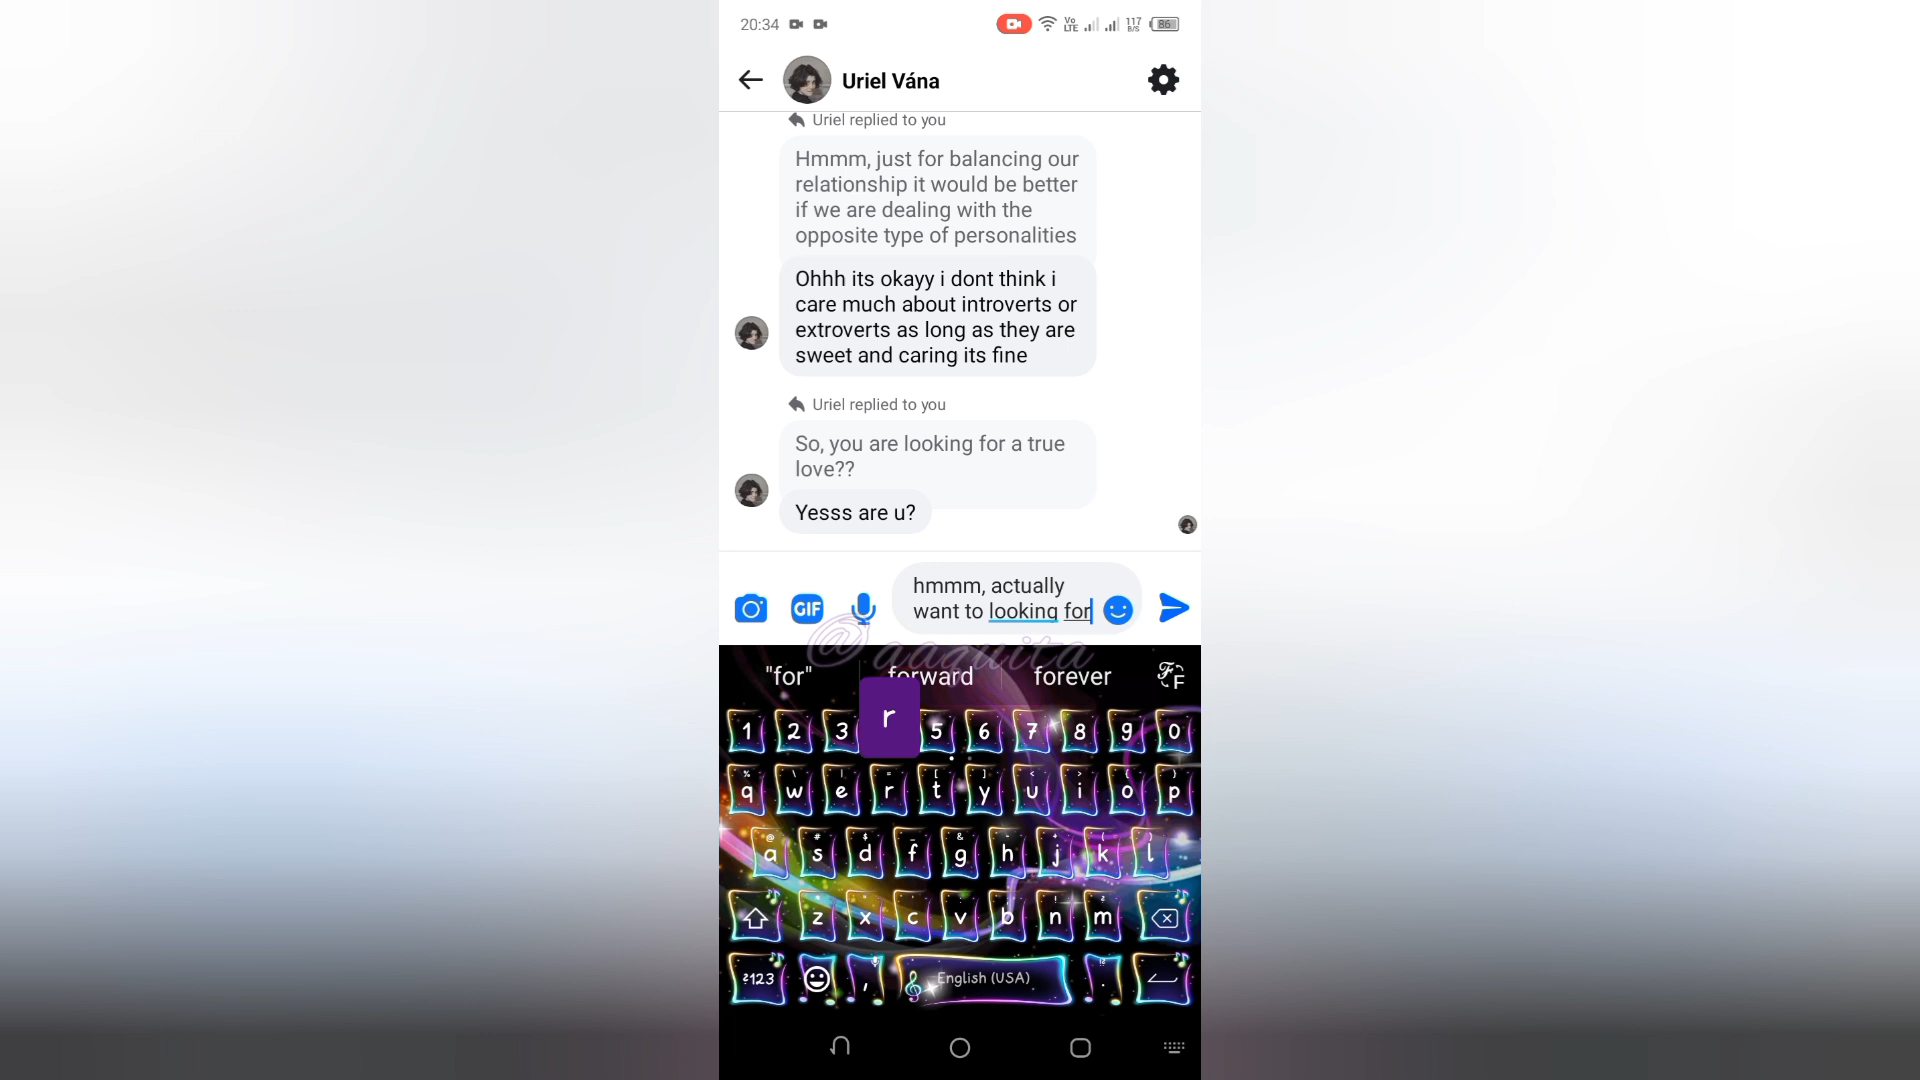 20:34
Vo LTE 117 B/S 86
Uriel Vána
Uriel replied to you
Hmmm, just for balancing our
relationship it would be better
if we are dealing with the
opposite type of personalities
Ohhh its okayy i dont think i
care much about introverts or
extroverts as long as they are
sweet and caring its fine
Uriel replied to you
So, you are looking for a true
love??
Yesss are u?
GIF
hmmm, actually
want to looking for
"for" forward forever
r
1 2 3 5 6 7 8 9 0
q w e r t y u i o p
a s d f g h j k l
z x c v b n m
?123 , English (USA) .